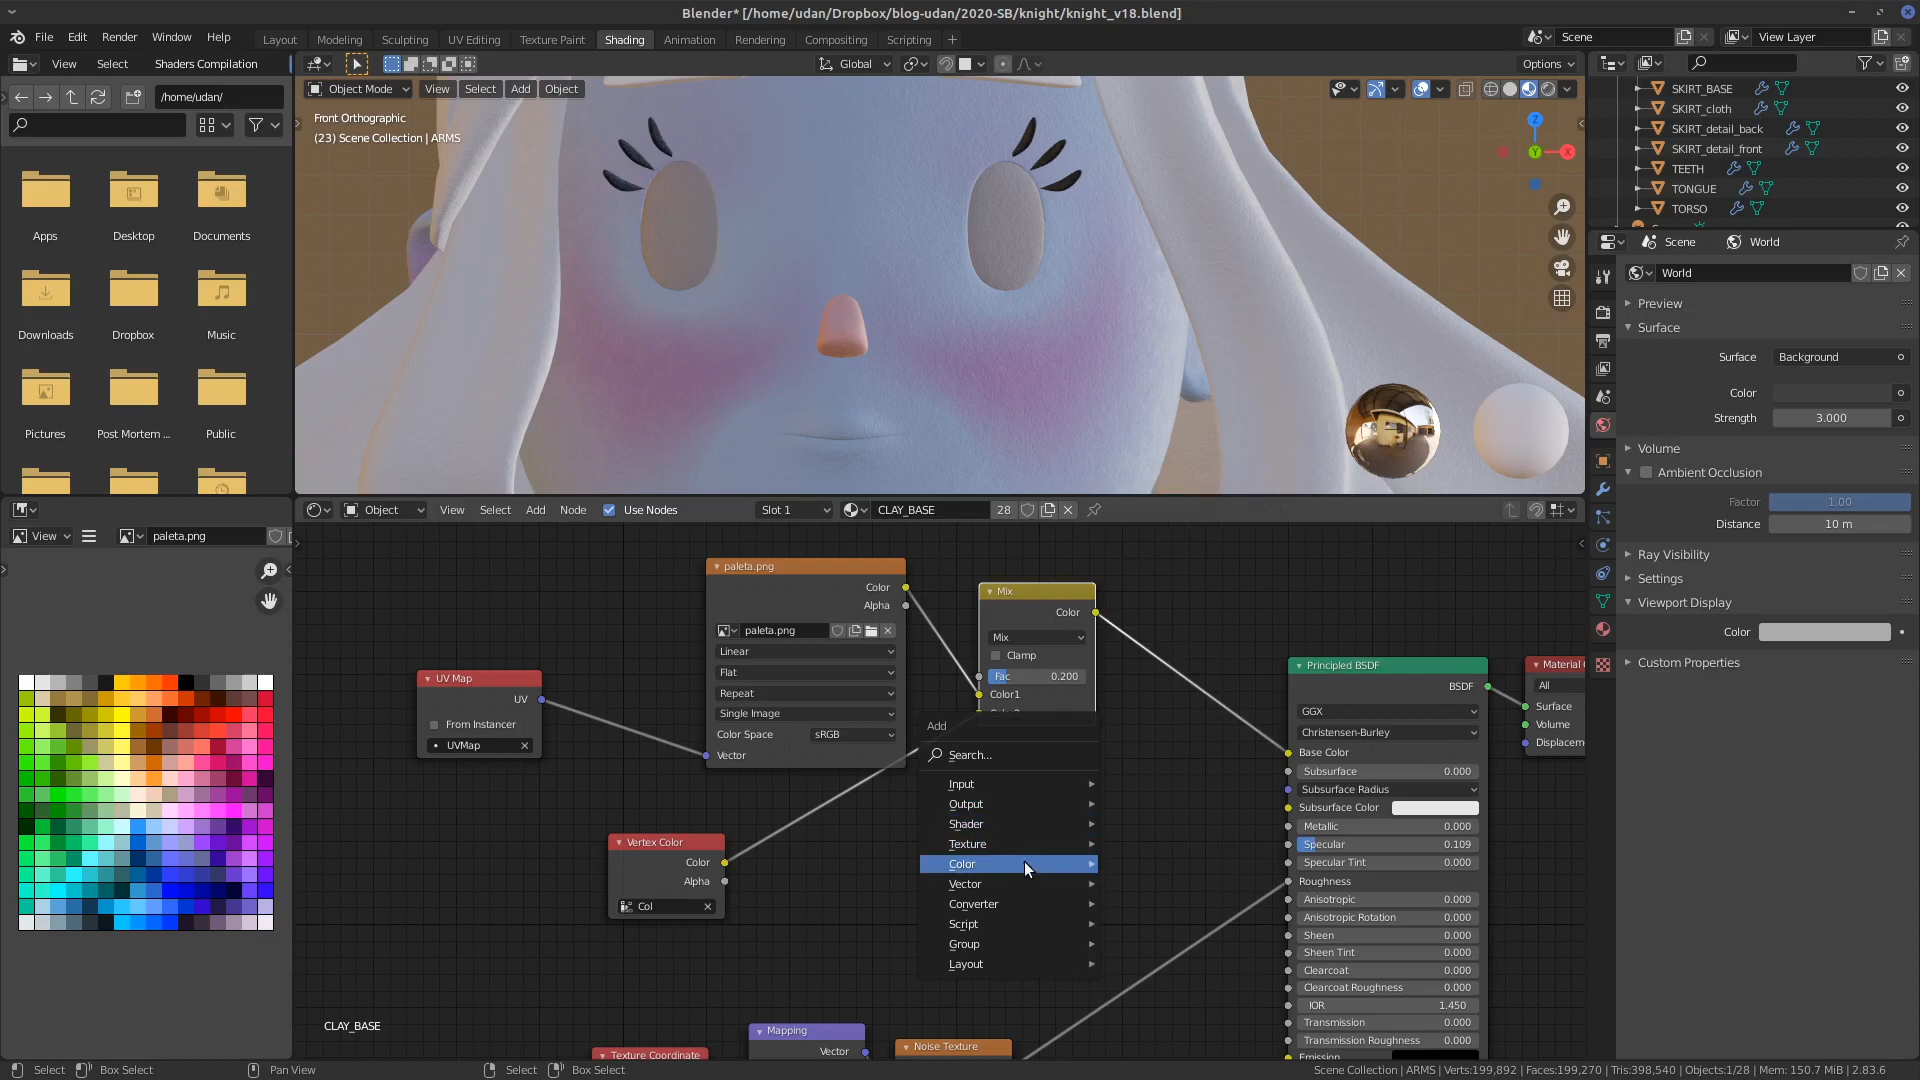 Blender* [/home/udan/Dropbox/blog-udan/2020-SB/knight/knight_v18.blend]
File Edit Render Window Help Layout Modeling Sculpting UV Editing Texture Paint Shading Animation Rendering Compositing Scripting + Scene View Layer
View Select Shaders Compilation Global Options
/home/udan/
Object Mode View Select Add Object
Front Orthographic
(23) Scene Collection | ARMS
Z
Y
X
Apps Desktop Documents
Downloads Dropbox Music
Pictures Post Mortem ... Public
SKIRT_BASE
SKIRT_cloth
SKIRT_detail_back
SKIRT_detail_front
TEETH
TONGUE
TORSO
Scene World
World
Preview
Surface
Surface Background
Color
Strength 3.000
Volume
Ambient Occlusion
Factor 1.00
Distance 10 m
Ray Visibility
Settings
Viewport Display
Color
Custom Properties
View paleta.png
Object View Select Add Node Use Nodes Slot 1 CLAY_BASE 28
UV Map
UV
From Instancer
UVMap
paleta.png
Color
Alpha
paleta.png
Linear
Flat
Repeat
Single Image
Color Space sRGB
Vector
Vertex Color
Color
Alpha
Col
Mix
Color
Mix
Clamp
Fac 0.200
Color1
Add
Search...
Input
Output
Shader
Texture
Color
Vector
Converter
Script
Group
Layout
Principled BSDF
BSDF
GGX
Christensen-Burley
Base Color
Subsurface 0.000
Subsurface Radius
Subsurface Color
Metallic 0.000
Specular 0.109
Specular Tint 0.000
Roughness
Anisotropic 0.000
Anisotropic Rotation 0.000
Sheen 0.000
Sheen Tint 0.000
Clearcoat 0.000
Clearcoat Roughness 0.000
IOR 1.450
Transmission 0.000
Transmission Roughness 0.000
Emission
Material
All
Surface
Volume
Displacem
CLAY_BASE
Texture Coordinate
Mapping
Vector
Noise Texture
Select Box Select Pan View Select Box Select Scene Collection | ARMS | Verts:199,892 | Faces:199,270 | Tris:398,540 | Objects:1/28 | Mem: 150.7 MiB | 2.83.6